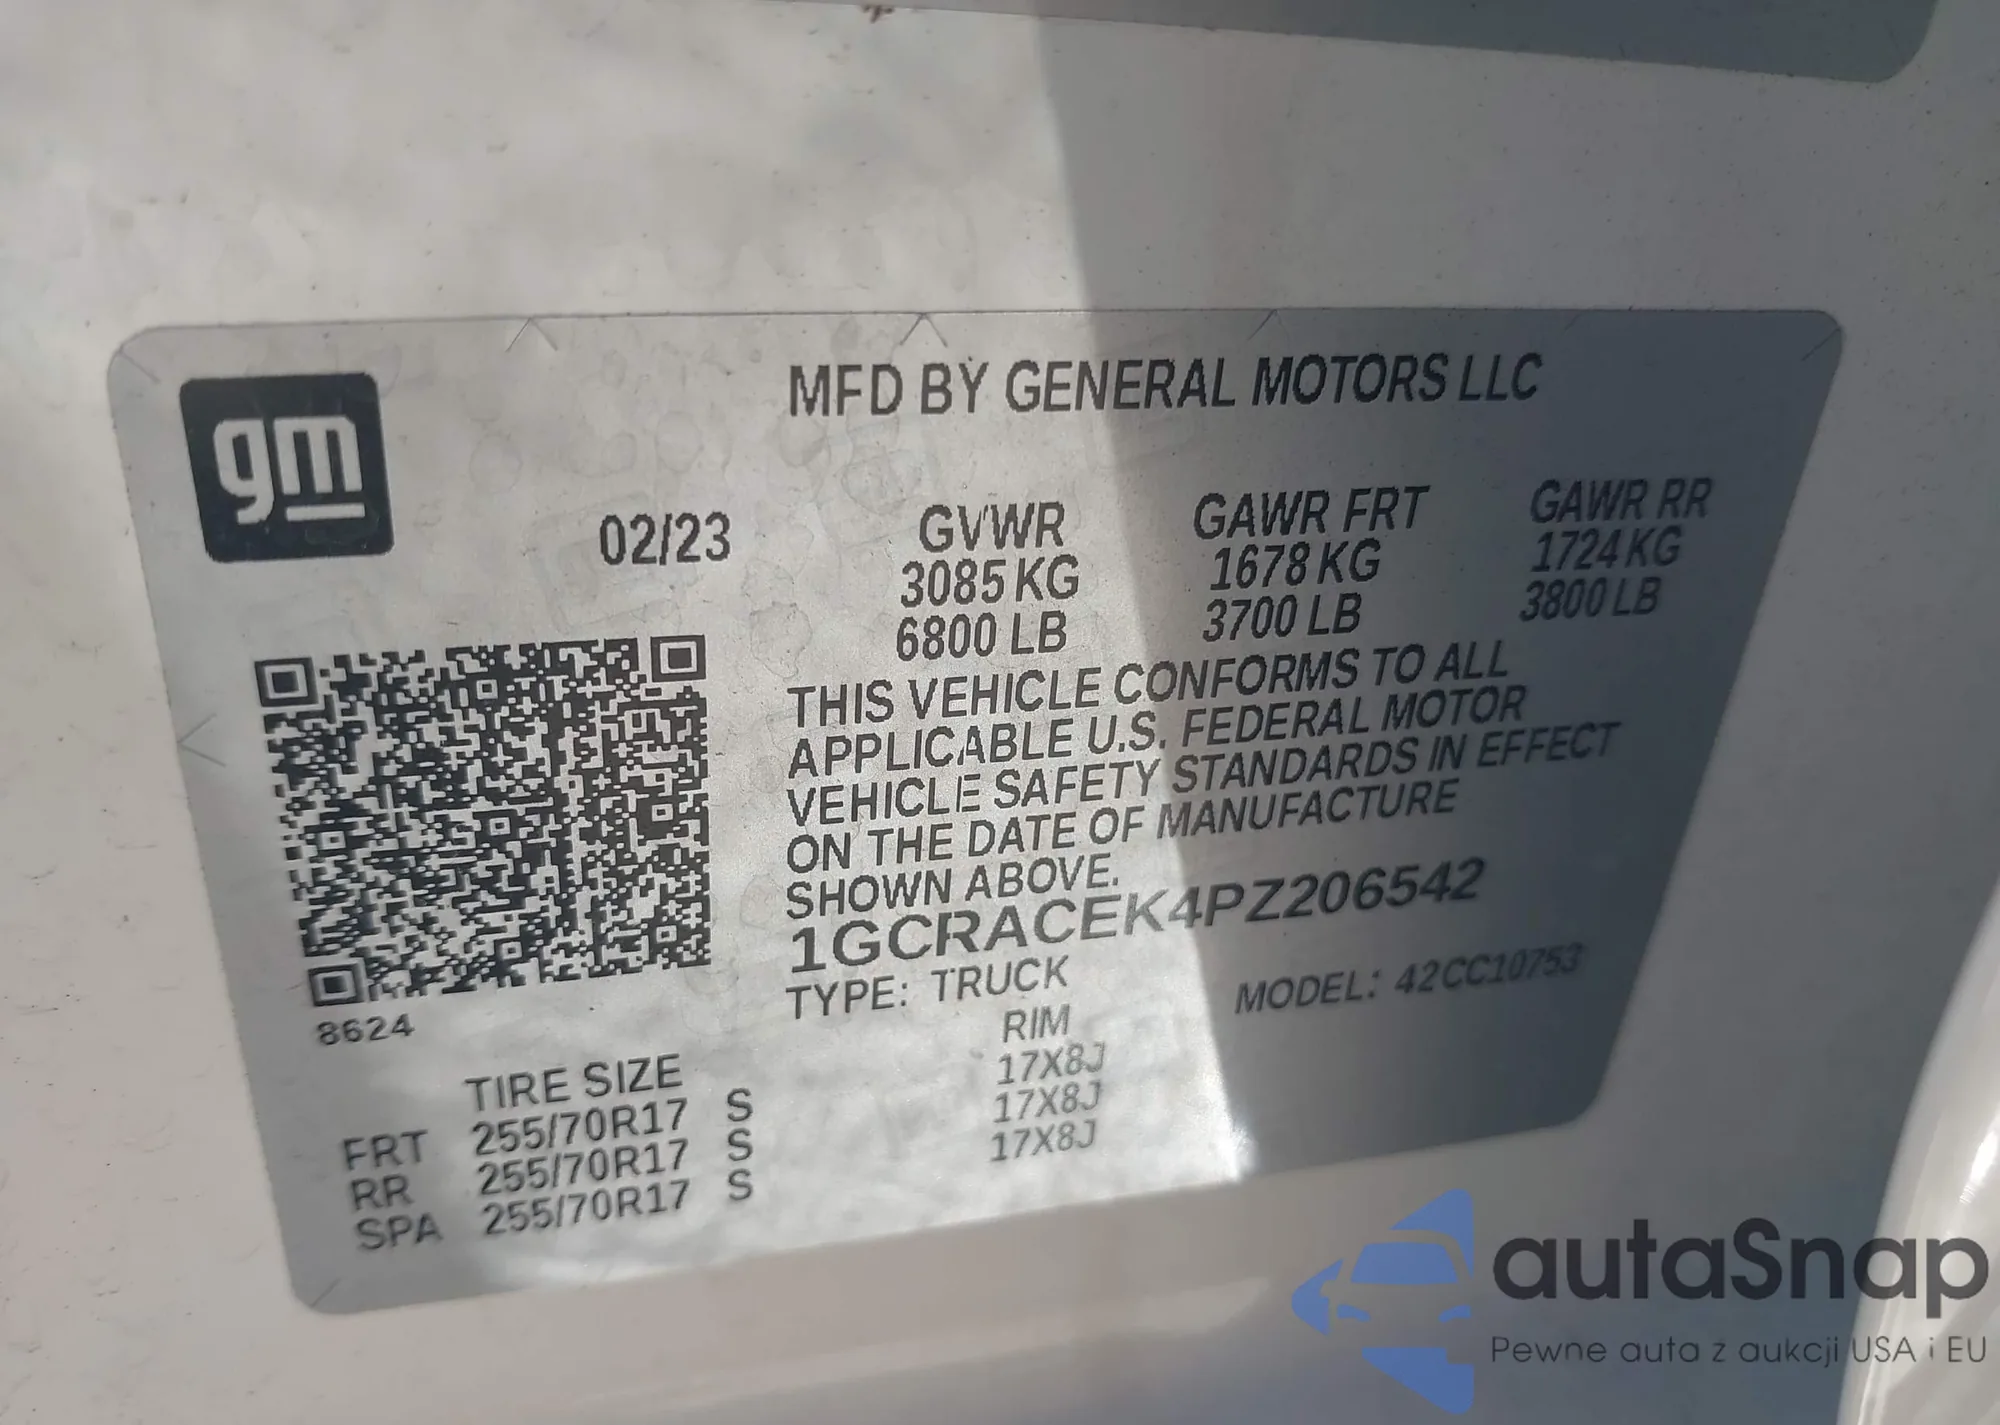 gm
MFD BY GENERAL MOTORS LLC
02/23
GVWR GAWR FRT GAWR RR
3085 KG 1678 KG 1724 KG
6800 LB 3700 LB 3800 LB
THIS VEHICLE CONFORMS TO ALL
APPLICABLE U.S. FEDERAL MOTOR
VEHICLE SAFETY STANDARDS IN EFFECT
ON THE DATE OF MANUFACTURE
SHOWN ABOVE.
1GCRACEK4PZ206542
TYPE: TRUCK MODEL: 42CC10753
8624
TIRE SIZE RIM
FRT 255/70R17 S 17X8J
RR 255/70R17 S 17X8J
SPA 255/70R17 S 17X8J
autaSnap
Pewne auta z aukcji USA i EU